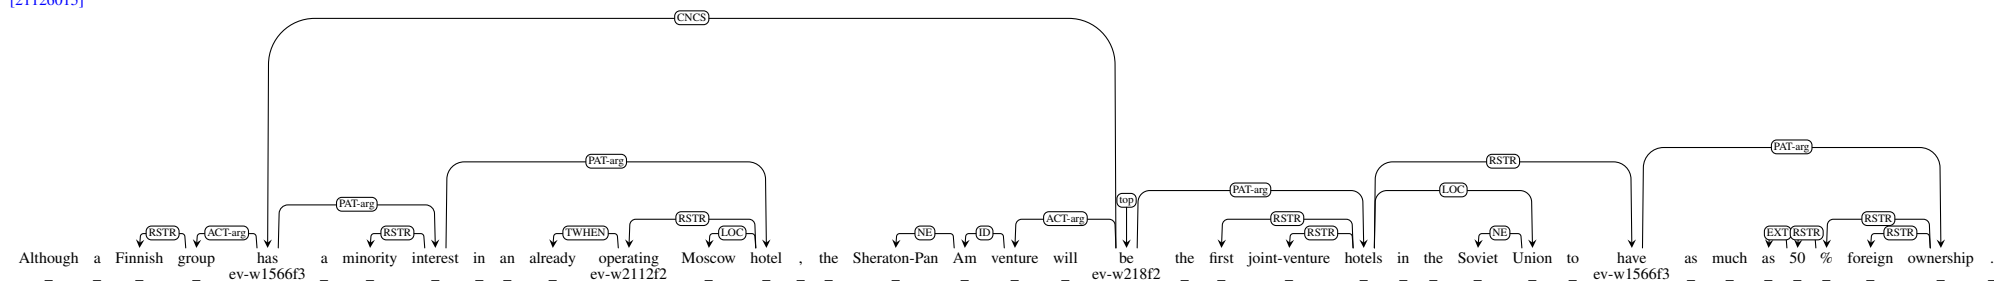 [21126015]
CNCS
PAT-arg
PAT-arg RSTR
top
PAT-arg RSTR LOC
ACT-arg RSTR RSTR
RSTR ACT-arg RSTR TWHEN LOC NE ID RSTR NE EXT RSTR RSTR
PAT-arg
Although a Finnish group has a minority interest in an already operating Moscow hotel , the Sheraton-Pan Am venture will be the first joint-venture hotels in the Soviet Union to have as much as 50 % foreign ownership .
ev-w1566f3 ev-w2112f2 ev-w218f2 ev-w1566f3
_ _ _ _ _ _ _ _ _ _ _ _ _ _ _ _ _ _ _ _ _ _ _ _ _ _ _ _ _ _ _ _ _ _